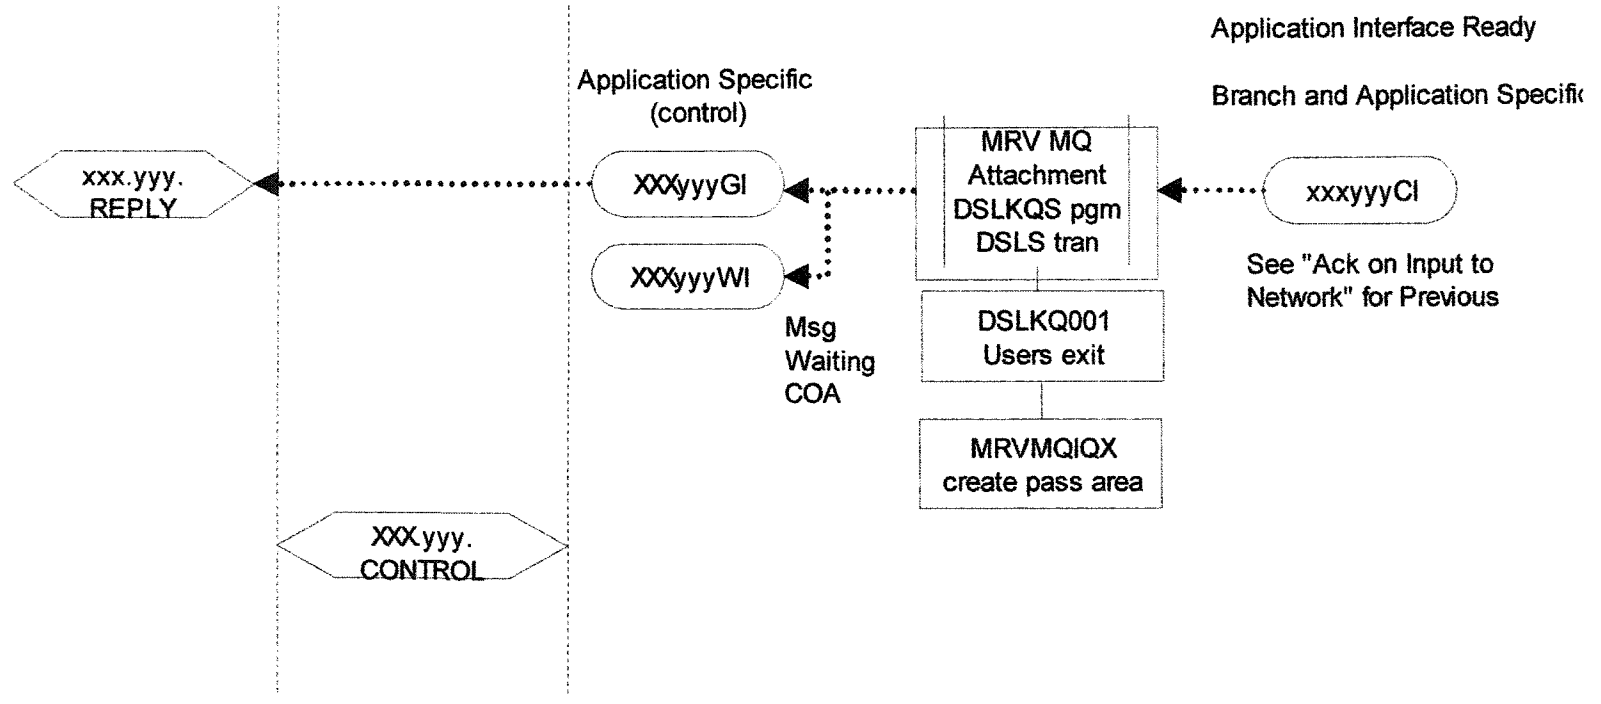 Application Interface Ready
Branch and Application Specific
Application Specific
(control)
xxx.yyy.
REPLY
XXXyyyGI
XXXyyyWI
Msg
Waiting
COA
MRV MQ
Attachment
DSLKQS pgm
DSLS tran
DSLKQ001
Users exit
MRVMQIQX
create pass area
xxxyyyCI
See "Ack on Input to
Network" for Previous
XXX.yyy.
CONTROL